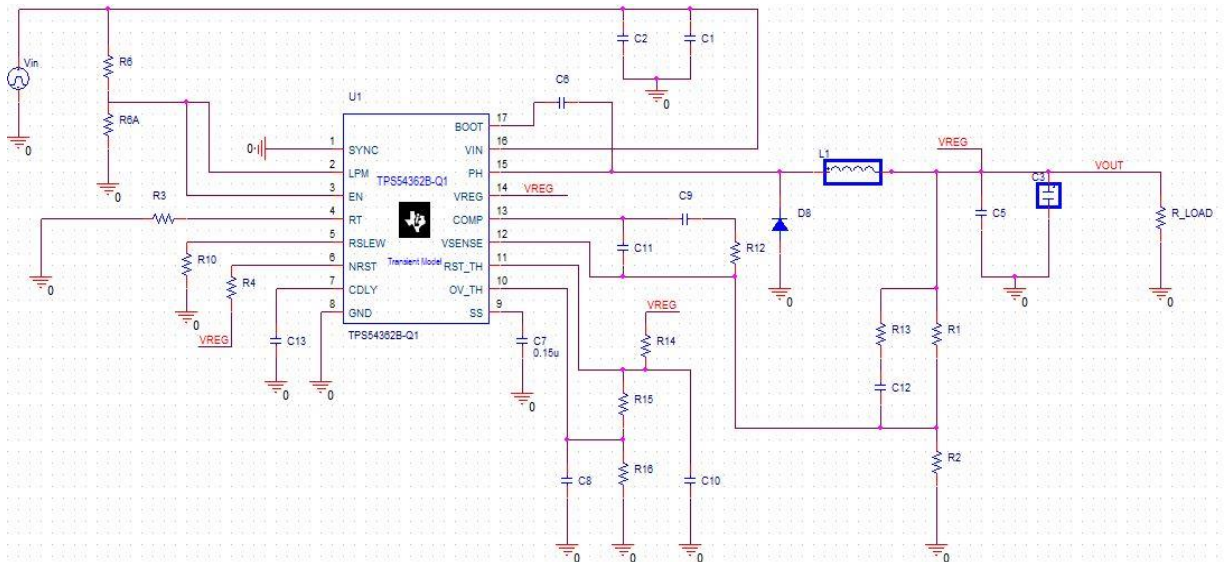 C2
C1
Vin
R6
C6
U1
R6A
0
0
17
BOOT
0
1
SYNC
VIN
16
VREG
L1
2
LPM
PH
15
VOUT
TPS54362B-Q1
C3
3
EN
VREG
14
VREG
R3
C9
4
RT
COMP
13
C5
R_LOAD
D8
5
RSLEW
VSENSE
12
C11
R12
Transient Model
6
NRST
RST_TH
11
R10
R4
7
CDLY
OV_TH
10
0
0
0
0
8
GND
SS
9
VREG
0
TPS54362B-Q1
VREG
C13
C7
0.15u
R14
R13
R1
0
0
0
C12
R15
R2
C8
R16
C10
0
0
0
0